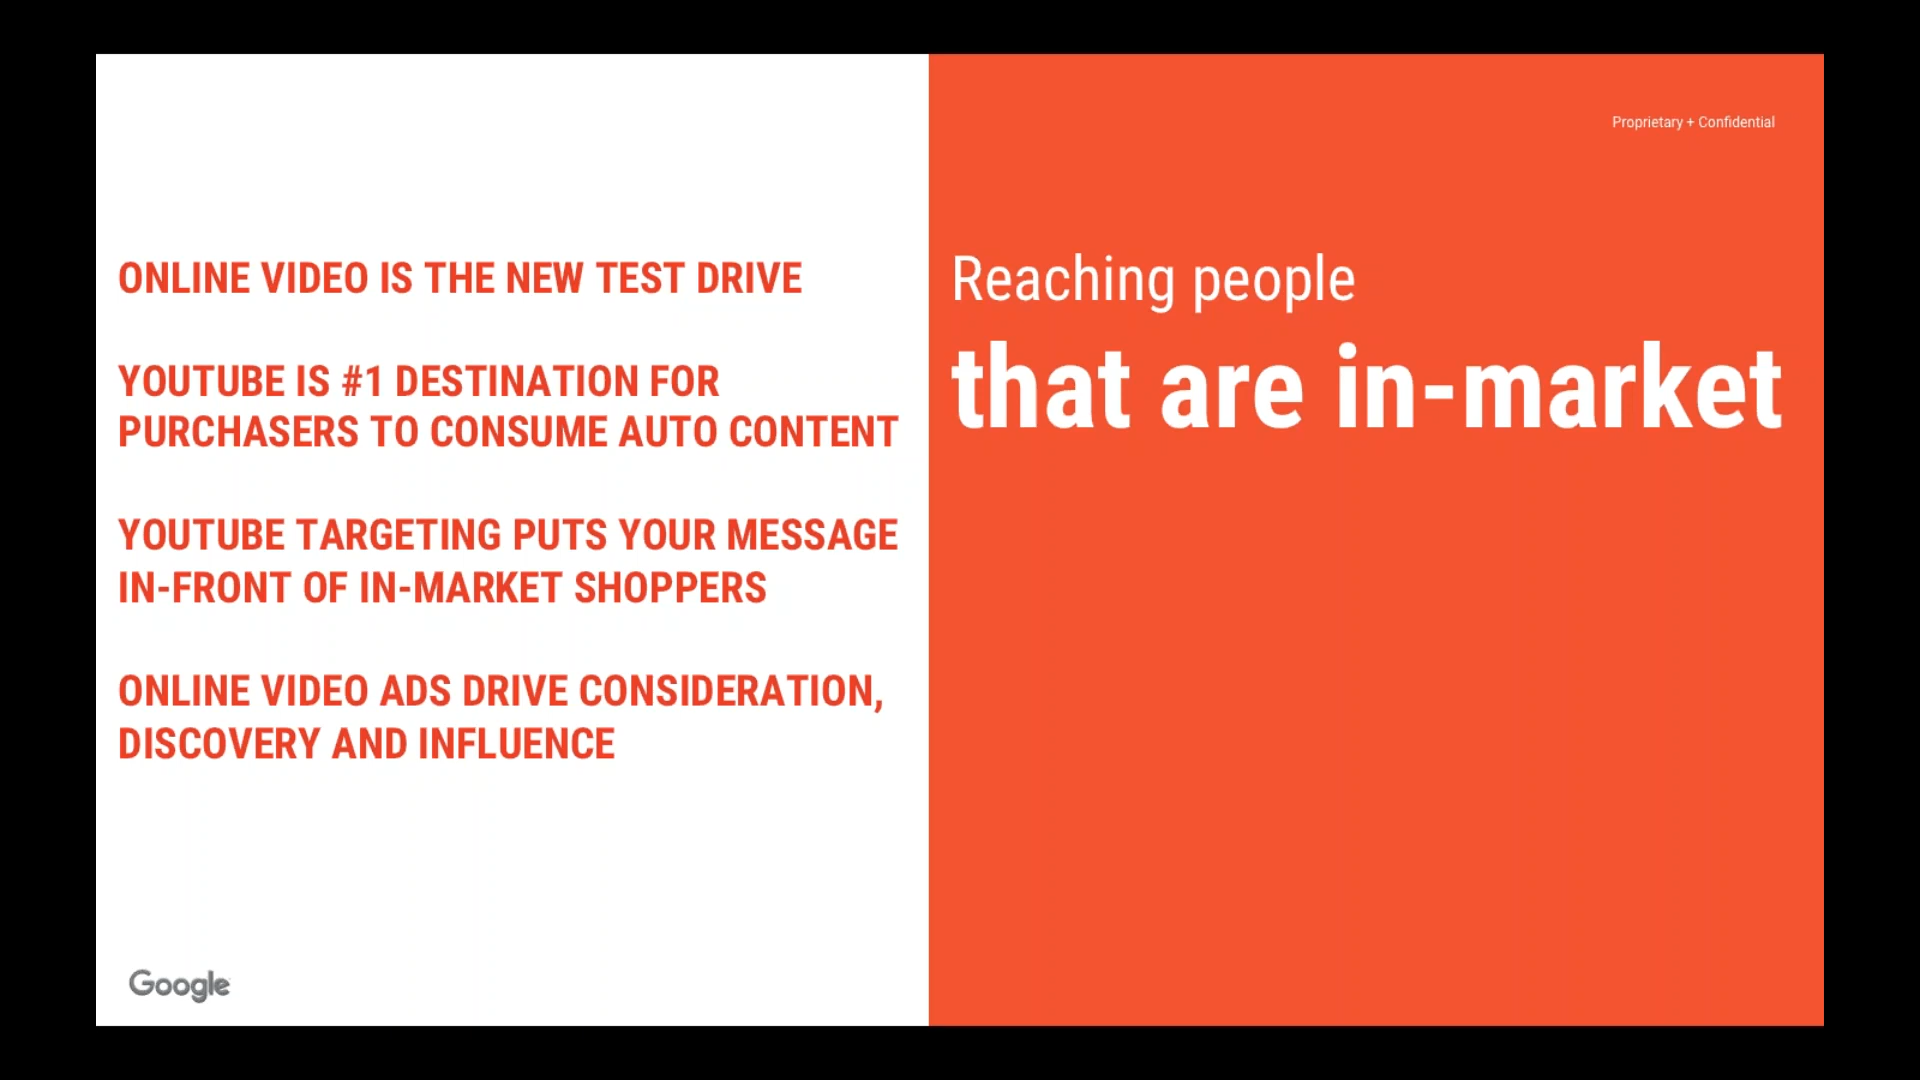 ONLINE VIDEO IS THE NEW TEST DRIVE
YOUTUBE IS #1 DESTINATION FOR
PURCHASERS TO CONSUME AUTO CONTENT
YOUTUBE TARGETING PUTS YOUR MESSAGE
IN-FRONT OF IN-MARKET SHOPPERS
ONLINE VIDEO ADS DRIVE CONSIDERATION,
DISCOVERY AND INFLUENCE
Google
Proprietary + Confidential
Reaching people
that are in-market